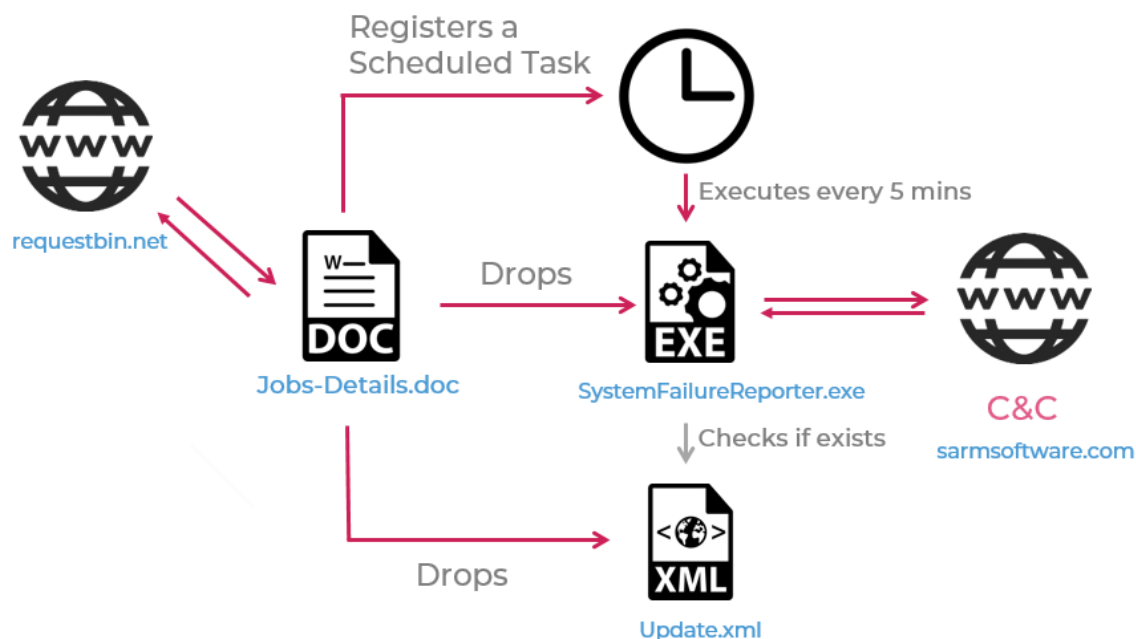 Registers a
Scheduled Task
WWW
requestbin.net
Executes every 5 mins
W
DOC
Jobs-Details.doc
Drops
EXE
SystemFailureReporter.exe
WWW
C&C
sarmsoftware.com
Checks if exists
Drops
< >
XML
Update.xml